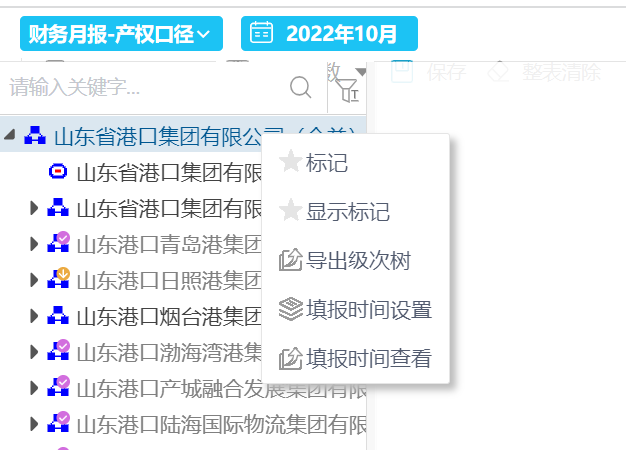 财务月报-产权口径
2022年10月
数
保存
整表清除
请输入关键字...
T
山东省港口集团有限公司（合并）
山东省港口集团有限
山东省港口集团有限
山东港口青岛港集团
山东港口日照港集团
山东港口烟台港集团
山东港口渤海湾港集
山东港口产城融合发展集团有限
山东港口陆海国际物流集团有限
标记
显示标记
导出级次树
填报时间设置
填报时间查看